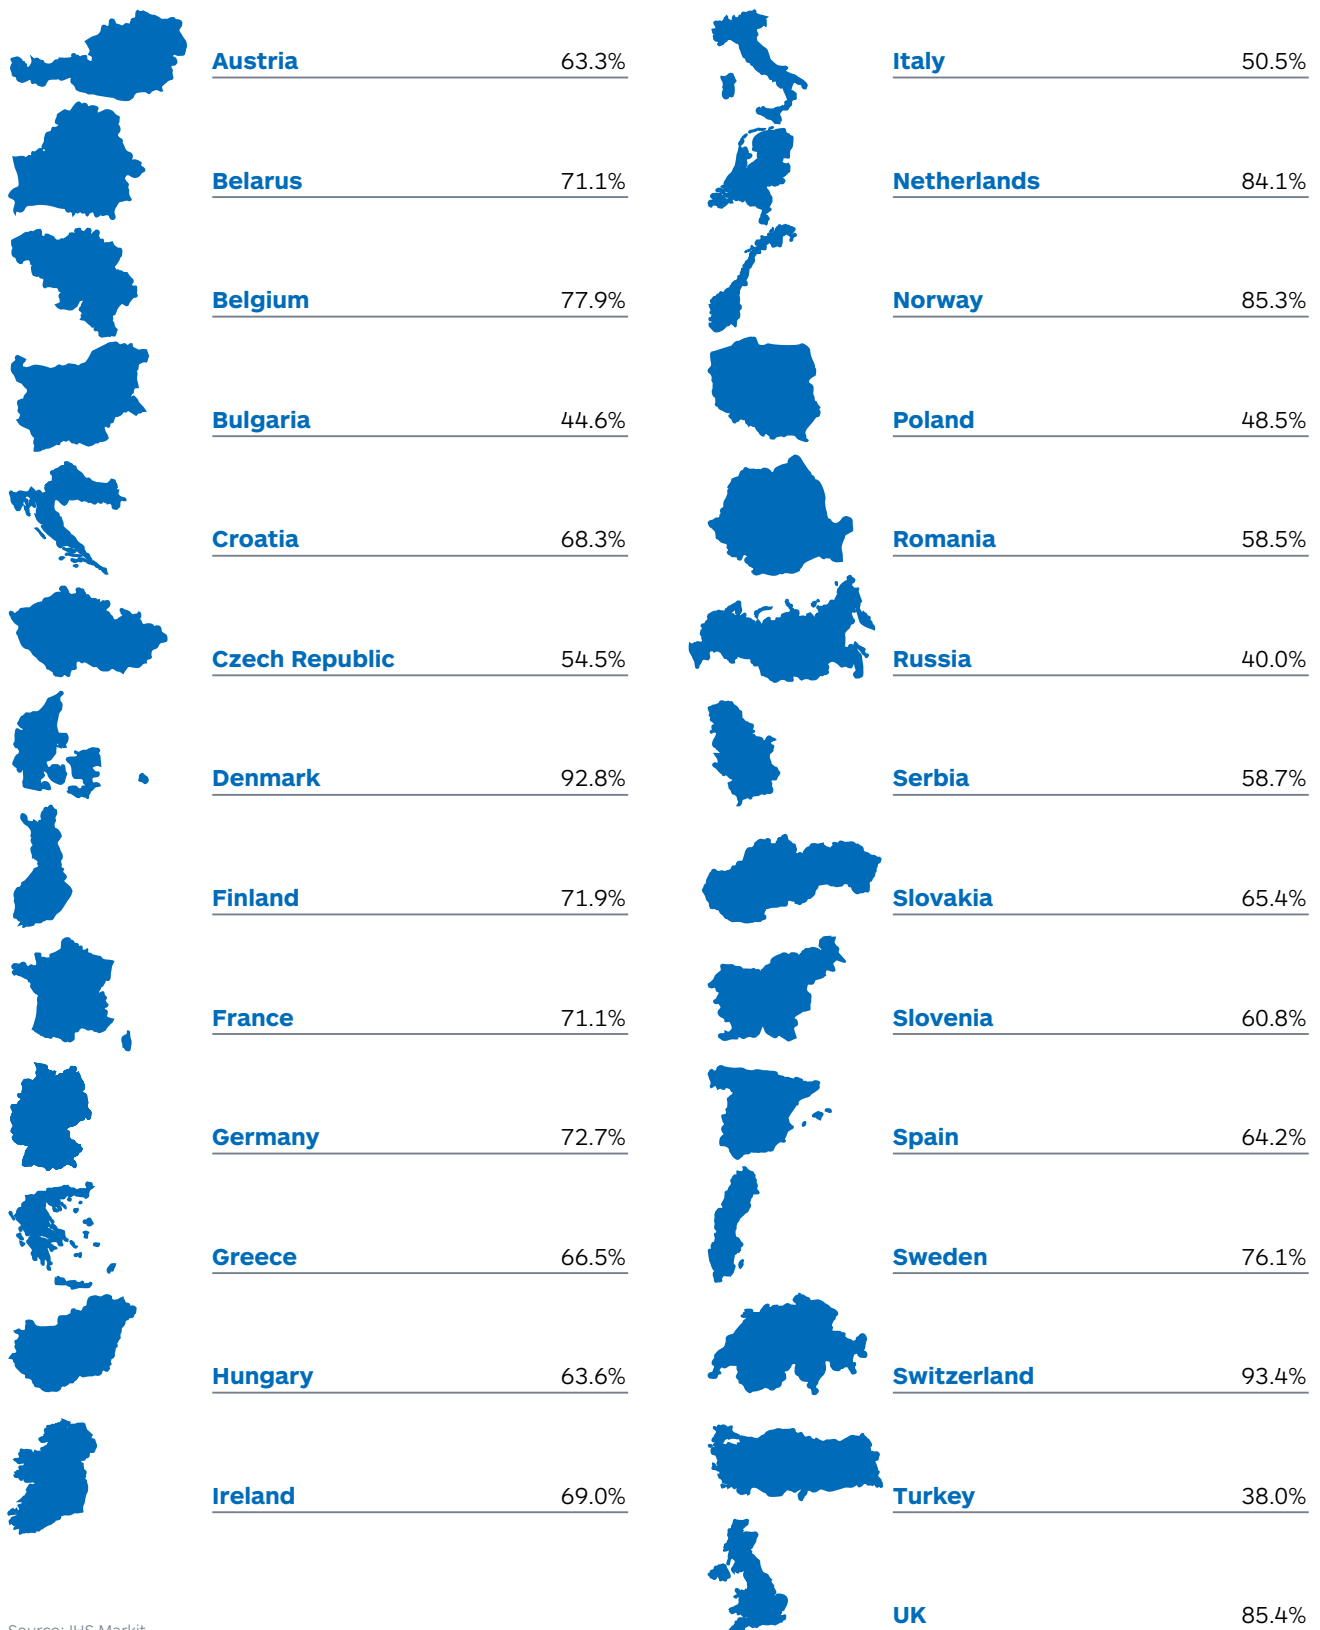 Austria 63.3%
Belarus 71.1%
Belgium 77.9%
Bulgaria 44.6%
Croatia 68.3%
Czech Republic 54.5%
Denmark 92.8%
Finland 71.9%
France 71.1%
Germany 72.7%
Greece 66.5%
Hungary 63.6%
Ireland 69.0%
Italy 50.5%
Netherlands 84.1%
Norway 85.3%
Poland 48.5%
Romania 58.5%
Russia 40.0%
Serbia 58.7%
Slovakia 65.4%
Slovenia 60.8%
Spain 64.2%
Sweden 76.1%
Switzerland 93.4%
Turkey 38.0%
UK 85.4%
Source: IHS Markit